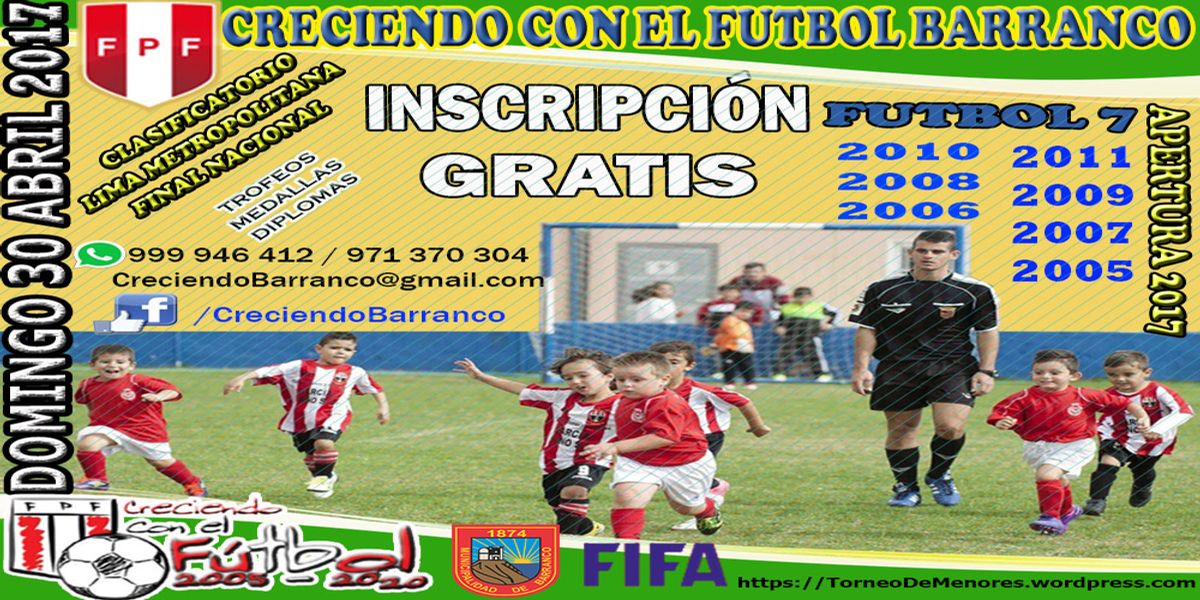 DOMINGO 30 ABRIL 2017
FPF
CRECIENDO CON EL FUTBOL BARRANCO
CLASIFICATORIO
LIMA METROPOLITANA
FINAL NACIONAL
TROFEOS
MEDALLAS
DIPLOMAS
INSCRIPCIÓN
GRATIS
FUTBOL 7
2010 2011
2008 2009
2006 2007
2005
APERTURA 2017
999 946 412 / 971 370 304
CreciendoBarranco@gmail.com
f /CreciendoBarranco
FPF
Creciendo
con el
Fútbol
2005 - 2020
1874
MUNICIPALIDAD DE BARRANCO
FIFA
https://TorneoDeMenores.wordpress.com